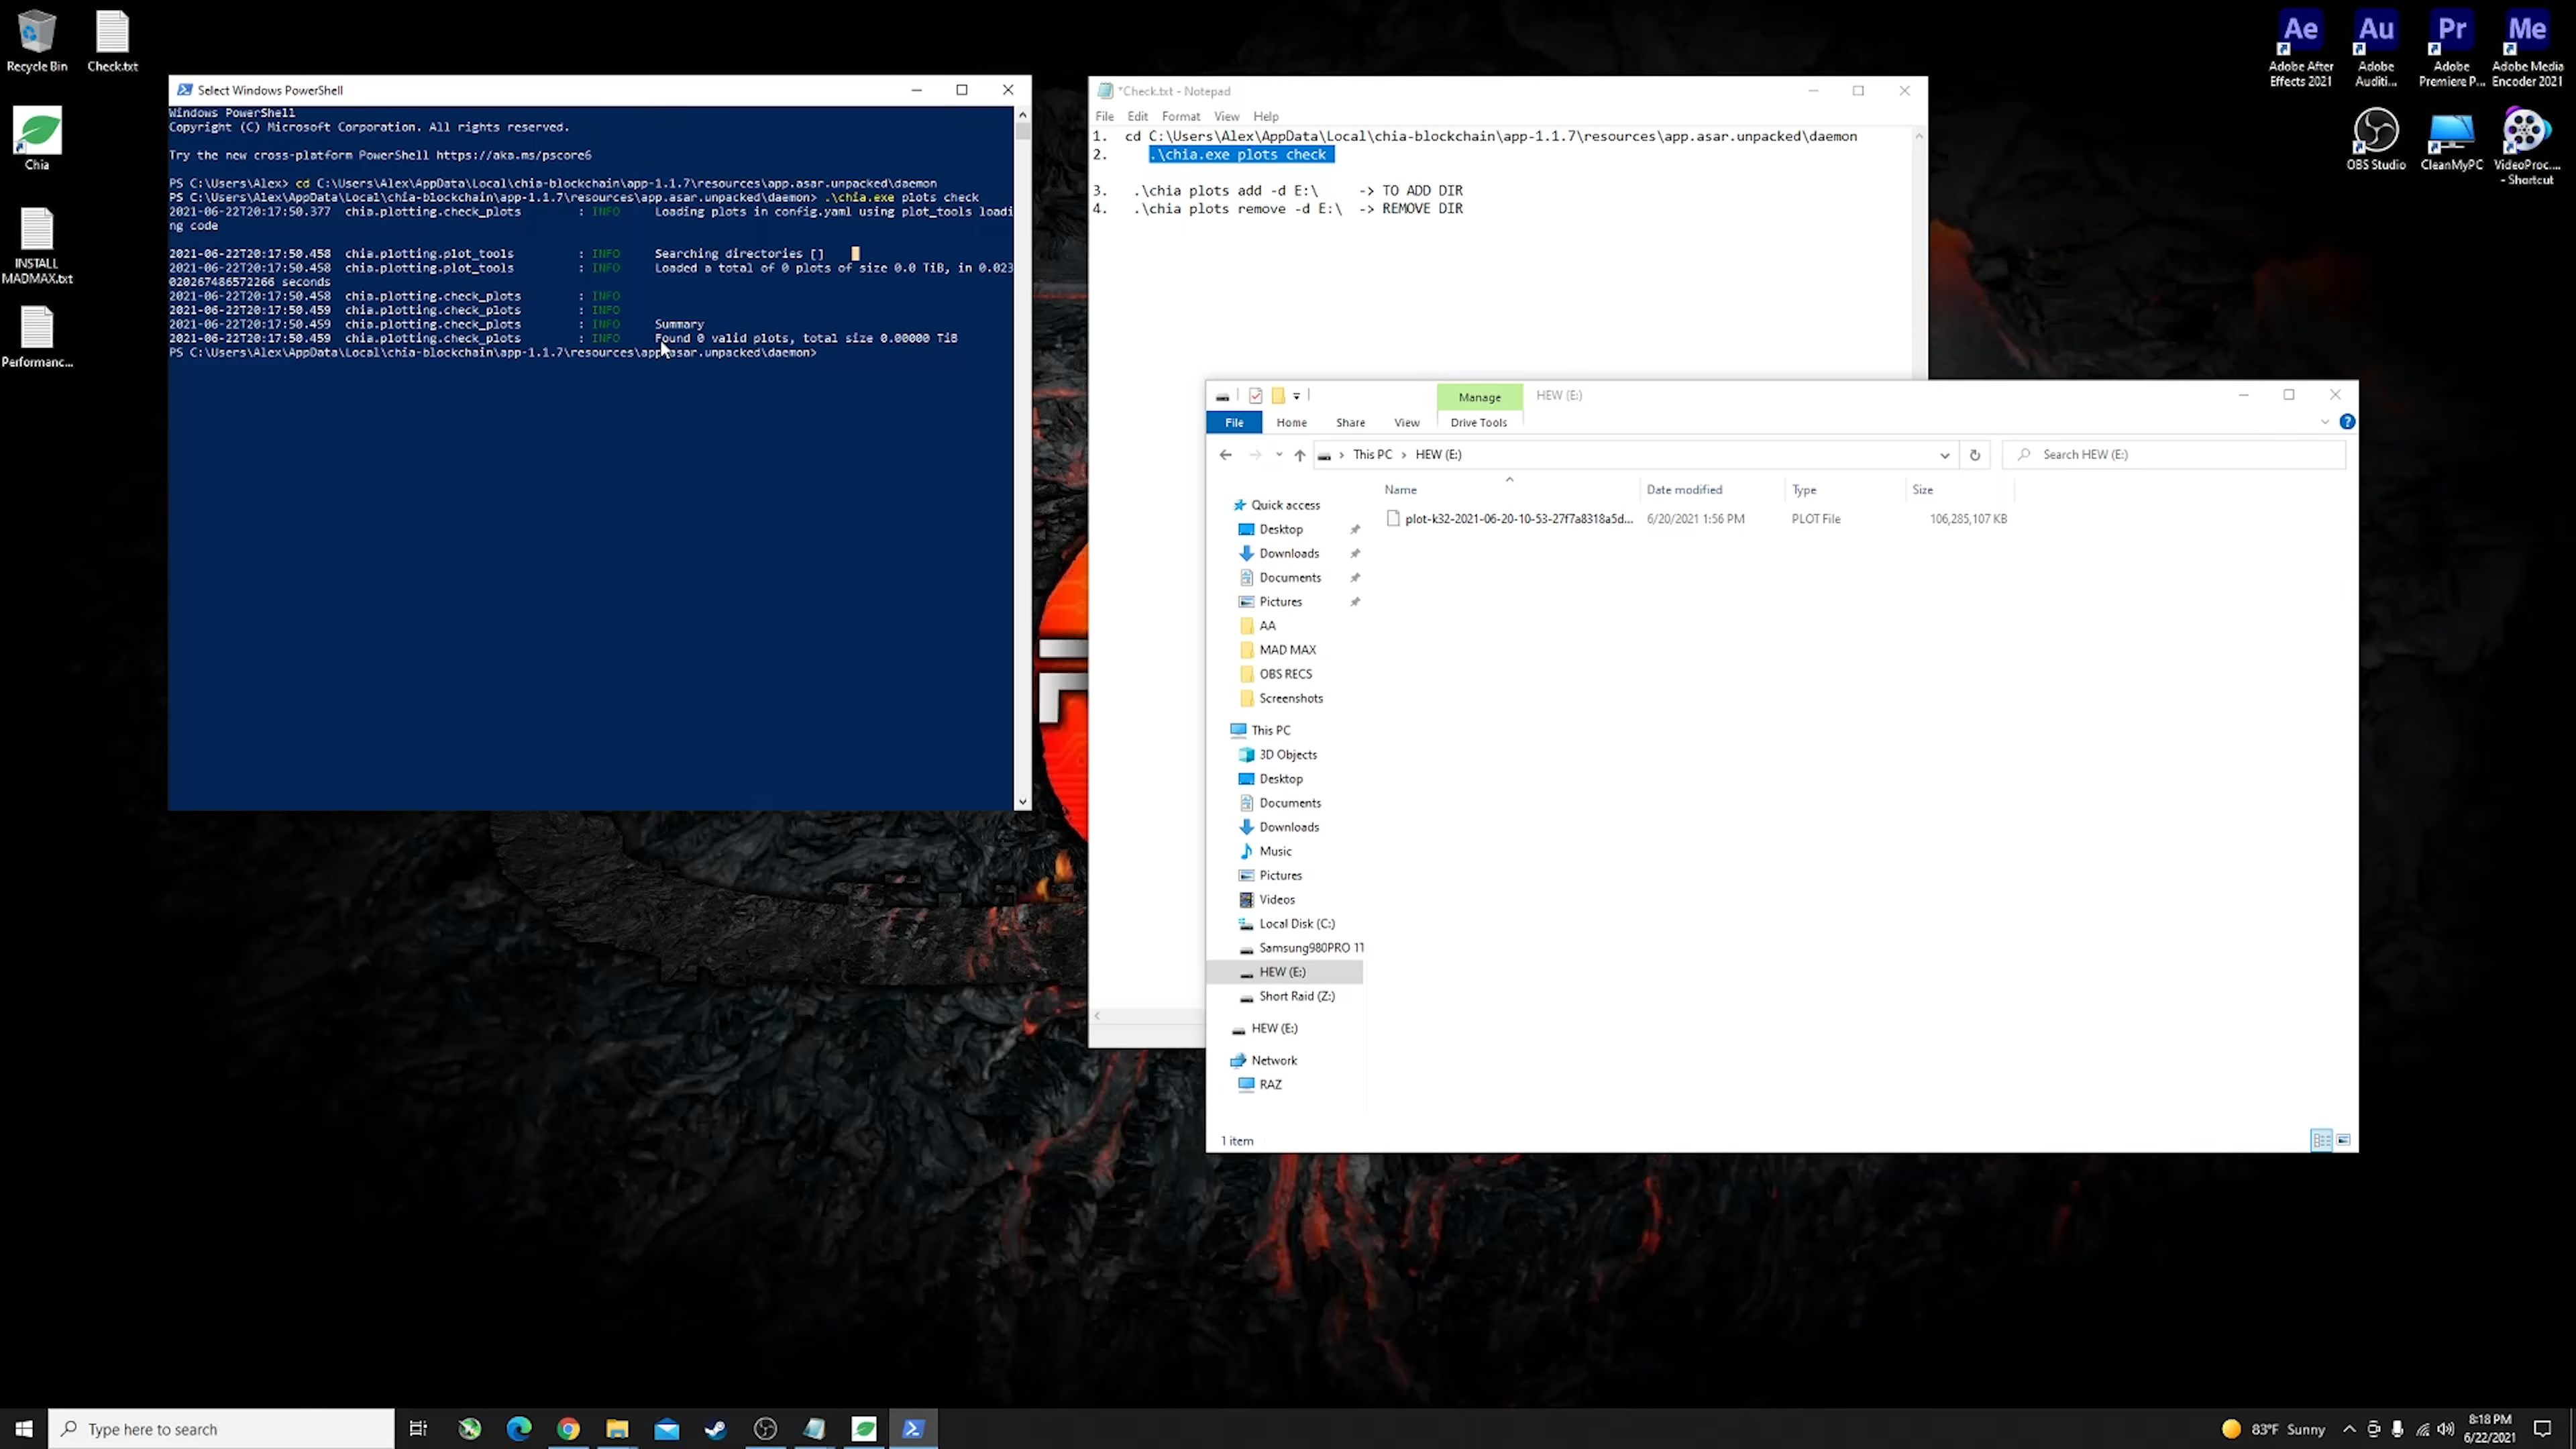 Recycle Bin
Check.txt
Chia
INSTALL
MADMAX.txt
Performanc...
Select Windows PowerShell
Windows PowerShell
Copyright (C) Microsoft Corporation. All rights reserved.
Try the new cross-platform PowerShell https://aka.ms/pscore6
PS C:\Users\Alex> cd C:\Users\Alex\AppData\Local\chia-blockchain\app-1.1.7\resources\app.asar.unpacked\daemon
PS C:\Users\Alex\AppData\Local\chia-blockchain\app-1.1.7\resources\app.asar.unpacked\daemon> .\chia.exe plots check
2021-06-22T20:17:50.377 chia.plotting.check_plots : INFO Loading plots in config.yaml using plot_tools loadi
ng code
2021-06-22T20:17:50.458 chia.plotting.plot_tools : INFO Searching directories []
2021-06-22T20:17:50.458 chia.plotting.plot_tools : INFO Loaded a total of 0 plots of size 0.0 TiB, in 0.023
020267486572266 seconds
2021-06-22T20:17:50.458 chia.plotting.check_plots : INFO
2021-06-22T20:17:50.459 chia.plotting.check_plots : INFO
2021-06-22T20:17:50.459 chia.plotting.check_plots : INFO Summary
2021-06-22T20:17:50.459 chia.plotting.check_plots : INFO Found 0 valid plots, total size 0.00000 TiB
PS C:\Users\Alex\AppData\Local\chia-blockchain\app-1.1.7\resources\app.asar.unpacked\daemon>
*Check.txt - Notepad
File Edit Format View Help
1. cd C:\Users\Alex\AppData\Local\chia-blockchain\app-1.1.7\resources\app.asar.unpacked\daemon
2. .\chia.exe plots check
3. .\chia plots add -d E:\ -> TO ADD DIR
4. .\chia plots remove -d E:\ -> REMOVE DIR
Manage HEW (E:)
File Home Share View Drive Tools
This PC > HEW (E:)
Search HEW (E:)
Name Date modified Type Size
plot-k32-2021-06-20-10-53-27f7a8318a5d... 6/20/2021 1:56 PM PLOT File 106,285,107 KB
Quick access
Desktop
Downloads
Documents
Pictures
AA
MAD MAX
OBS RECS
Screenshots
This PC
3D Objects
Desktop
Documents
Downloads
Music
Pictures
Videos
Local Disk (C:)
Samsung980PRO 1T
HEW (E:)
Short Raid (Z:)
HEW (E:)
Network
RAZ
1 item
Ae
Adobe After
Effects 2021
Au
Adobe
Auditi...
Pr
Adobe
Premiere P...
Me
Adobe Media
Encoder 2021
OBS Studio
CleanMyPC
VideoProc....
- Shortcut
Type here to search
83°F Sunny
8:18 PM
6/22/2021